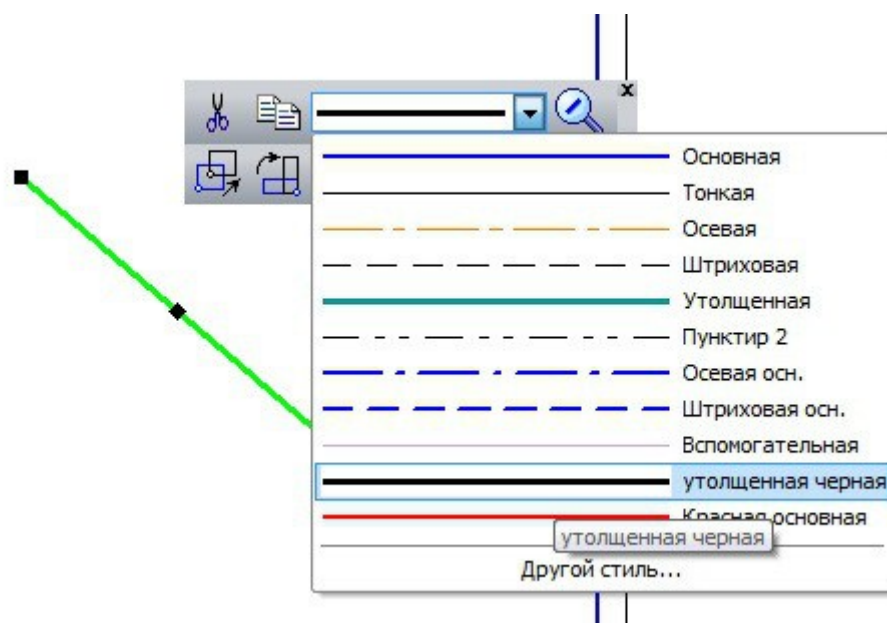 x
Основная
Тонкая
Осевая
Штриховая
Утолщенная
Пунктир 2
Осевая осн.
Штриховая осн.
Вспомогательная
утолщенная черная
Красная основная
утолщенная черная
Другой стиль...